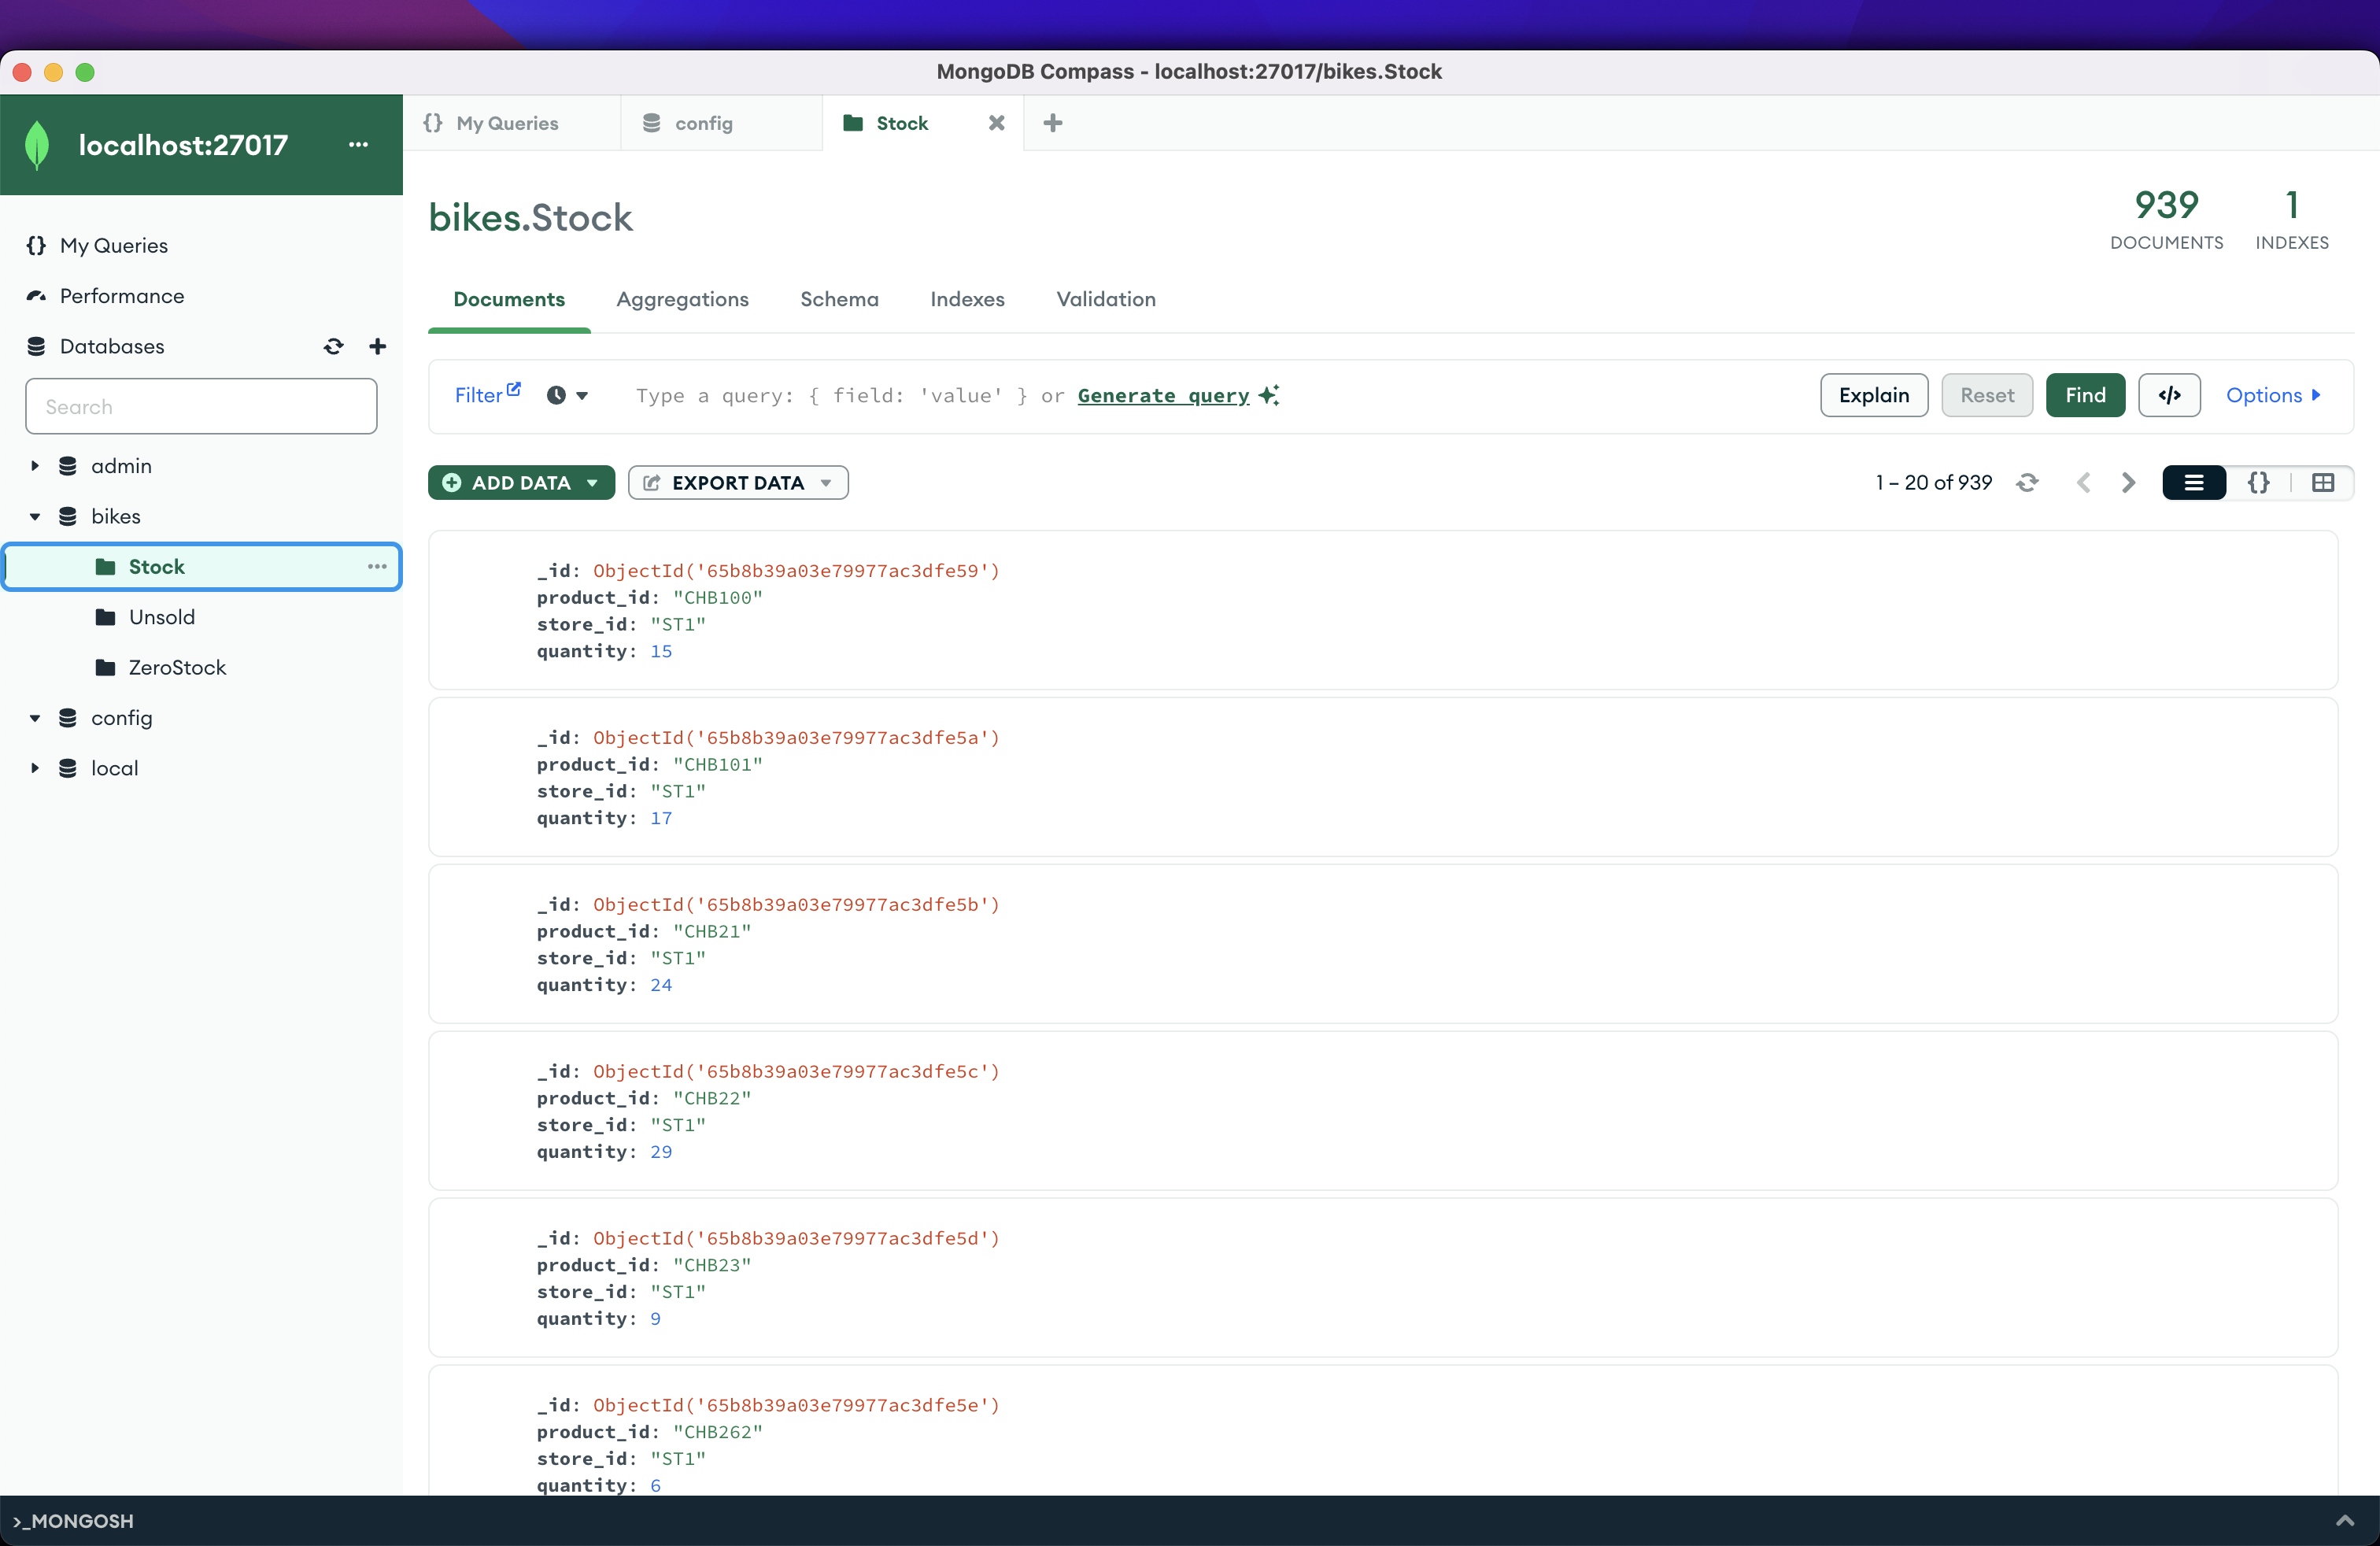 MongoDB Compass - localhost:27017/bikes.Stock
localhost:27017
My Queries
config
Stock
My Queries
Performance
Databases
Search
admin
bikes
Stock
Unsold
ZeroStock
config
local
bikes.Stock
939
DOCUMENTS
1
INDEXES
Documents Aggregations Schema Indexes Validation
Filter
Type a query: { field: 'value' } or Generate query
Explain
Reset
Find
</>
Options
ADD DATA
EXPORT DATA
1 – 20 of 939
{}
_id: ObjectId('65b8b39a03e79977ac3dfe59')
product_id: "CHB100"
store_id: "ST1"
quantity: 15
_id: ObjectId('65b8b39a03e79977ac3dfe5a')
product_id: "CHB101"
store_id: "ST1"
quantity: 17
_id: ObjectId('65b8b39a03e79977ac3dfe5b')
product_id: "CHB21"
store_id: "ST1"
quantity: 24
_id: ObjectId('65b8b39a03e79977ac3dfe5c')
product_id: "CHB22"
store_id: "ST1"
quantity: 29
_id: ObjectId('65b8b39a03e79977ac3dfe5d')
product_id: "CHB23"
store_id: "ST1"
quantity: 9
_id: ObjectId('65b8b39a03e79977ac3dfe5e')
product_id: "CHB262"
store_id: "ST1"
quantity: 6
>_MONGOSH